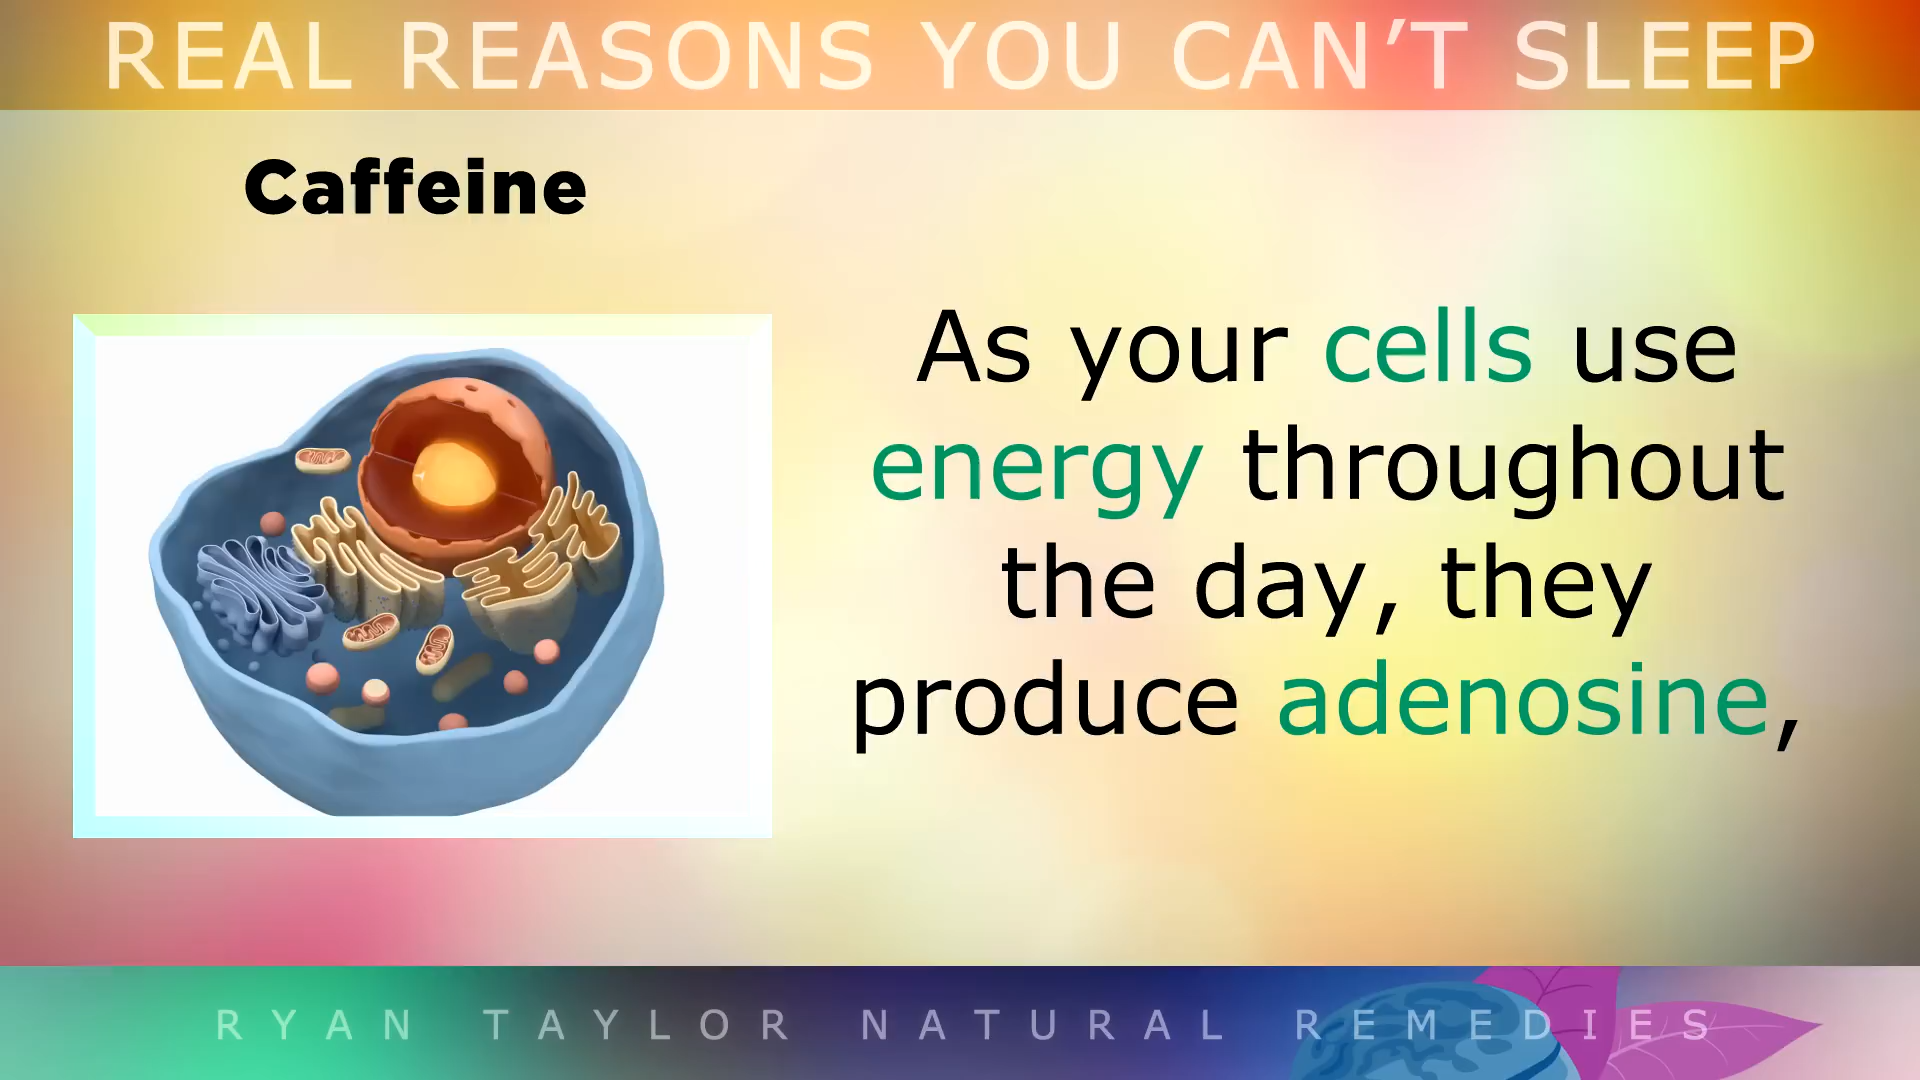 REAL REASONS YOU CAN’T SLEEP
Caffeine
As your cells use
energy throughout
the day, they
produce adenosine,
RYAN TAYLOR NATURAL REMEDIES